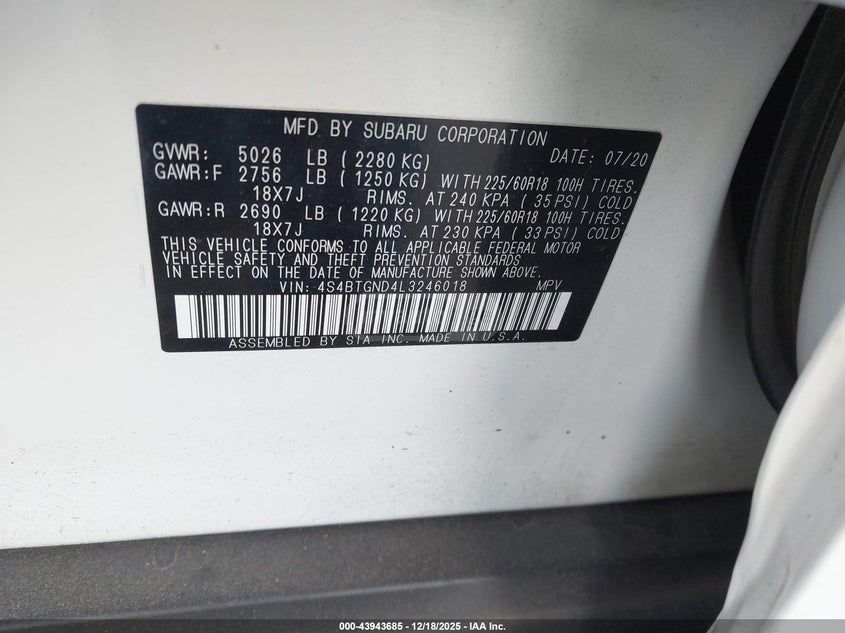 MFD BY SUBARU CORPORATION
GVWR: 5026 LB ( 2280 KG) DATE: 07/20
GAWR:F 2756 LB ( 1250 KG) WITH 225/60R18 100H TIRES.
18X7J RIMS. AT 240 KPA ( 35 PSI) COLD
GAWR:R 2690 LB ( 1220 KG) WITH 225/60R18 100H TIRES.
18X7J RIMS. AT 230 KPA ( 33 PSI) COLD
THIS VEHICLE CONFORMS TO ALL APPLICABLE FEDERAL MOTOR
VEHICLE SAFETY AND THEFT PREVENTION STANDARDS
IN EFFECT ON THE DATE OF MANUFACTURE SHOWN ABOVE.
VIN: 4S4BTGND4L3246018 MPV
ASSEMBLED BY SIA INC. MADE IN U.S.A.
000-43943685 - 12/18/2025 - IAA Inc.